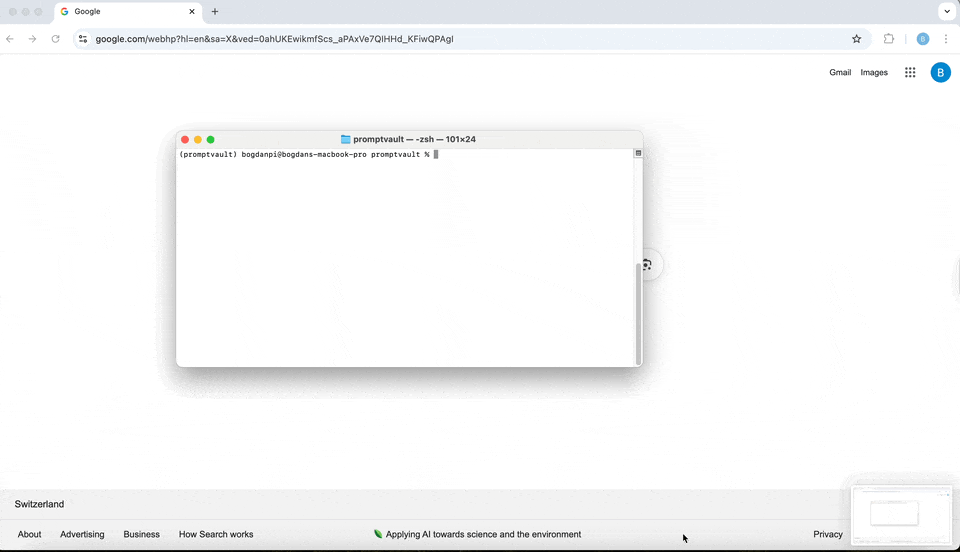 Google
google.com/webhp?hl=en&sa=X&ved=0ahUKEwikmfScs_aPAxVe7QIHHd_KFiwQPAgI
B
Gmail Images
B
promptvault — -zsh — 101×24
(promptvault) bogdanpi@bogdans-macbook-pro promptvault %
Switzerland
About Advertising Business How Search works Applying AI towards science and the environment Privacy